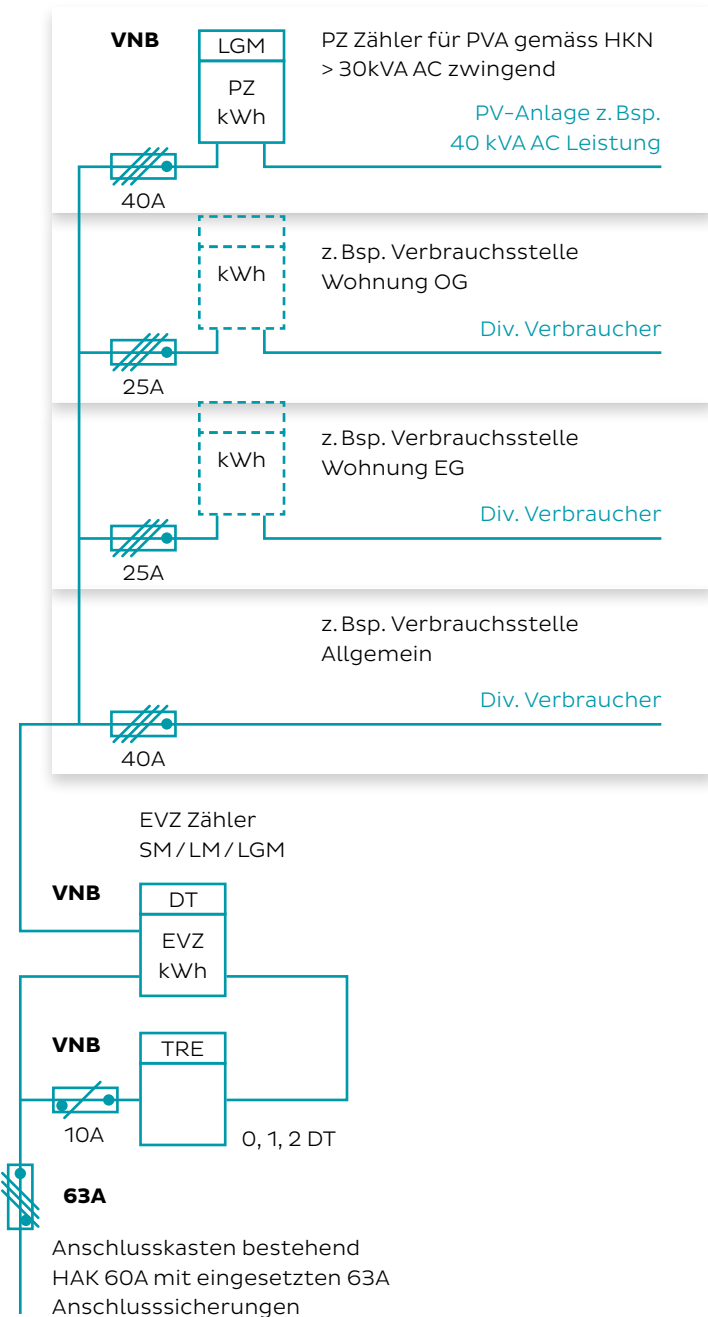 VNB
LGM
PZ
kWh
PZ Zähler für PVA gemäss HKN
> 30kVA AC zwingend
PV-Anlage z. Bsp.
40 kVA AC Leistung
40A
kWh
z. Bsp. Verbrauchsstelle
Wohnung OG
Div. Verbraucher
25A
kWh
z. Bsp. Verbrauchsstelle
Wohnung EG
Div. Verbraucher
25A
z. Bsp. Verbrauchsstelle
Allgemein
Div. Verbraucher
40A
EVZ Zähler
SM / LM / LGM
VNB
DT
EVZ
kWh
VNB
TRE
10A
0, 1, 2 DT
63A
Anschlusskasten bestehend
HAK 60A mit eingesetzten 63A
Anschlusssicherungen